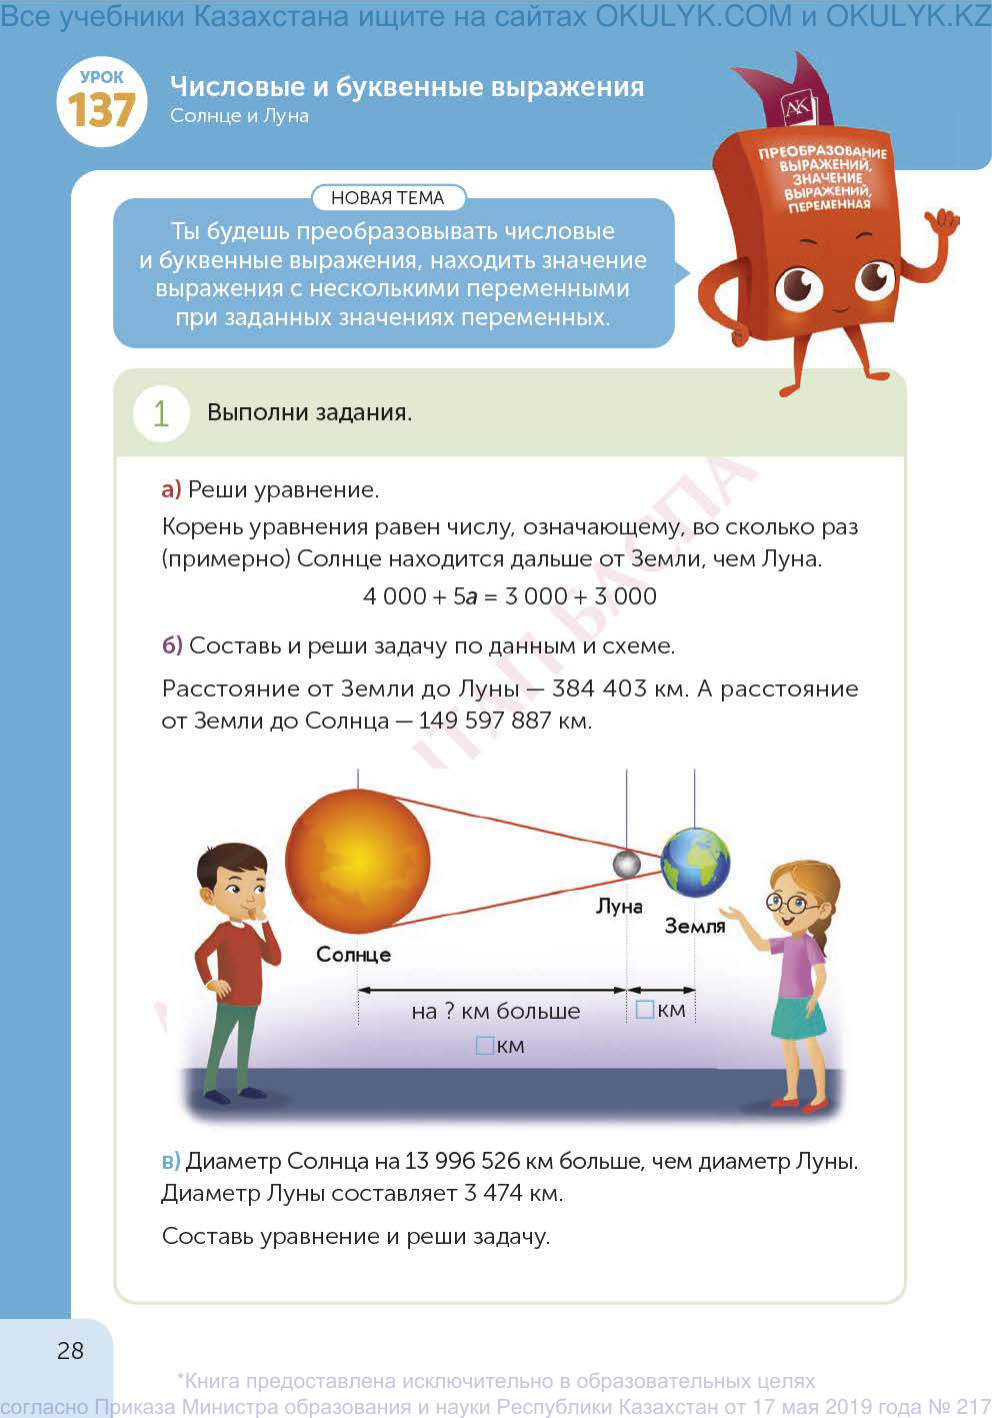 Все учебники Казахстана ищите на сайтах OKULYK.COM и OKULYK.KZ
УРОК
137
Числовые и буквенные выражения
Солнце и Луна
АК
ПРЕОБРАЗОВАНИЕ
ВЫРАЖЕНИЙ,
ЗНАЧЕНИЕ
ВЫРАЖЕНИЙ,
ПЕРЕМЕННАЯ
НОВАЯ ТЕМА
Ты будешь преобразовывать числовые
и буквенные выражения, находить значение
выражения с несколькими переменными
при заданных значениях переменных.
1
Выполни задания.
а) Реши уравнение.
Корень уравнения равен числу, означающему, во сколько раз
(примерно) Солнце находится дальше от Земли, чем Луна.
4 000 + 5a = 3 000 + 3 000
б) Составь и реши задачу по данным и схеме.
Расстояние от Земли до Луны — 384 403 км. А расстояние
от Земли до Солнца — 149 597 887 км.
Луна
Земля
Солнце
на ? км больше
□км
□км
в) Диаметр Солнца на 13 996 526 км больше, чем диаметр Луны.
Диаметр Луны составляет 3 474 км.
Составь уравнение и реши задачу.
28
*Книга предоставлена исключительно в образовательных целях
согласно Приказа Министра образования и науки Республики Казахстан от 17 мая 2019 года № 217